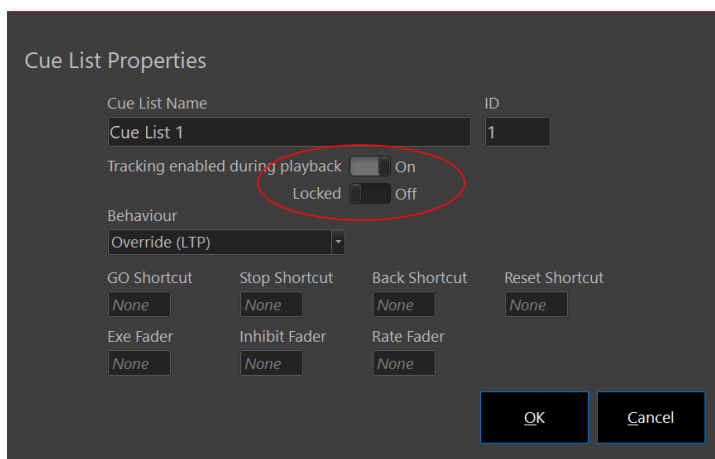 Cue List Properties
Cue List Name ID
Cue List 1 1
Tracking enabled during playback On
Locked Off
Behaviour
Override (LTP)
GO Shortcut Stop Shortcut Back Shortcut Reset Shortcut
None None None None
Exe Fader Inhibit Fader Rate Fader
None None None
OK Cancel